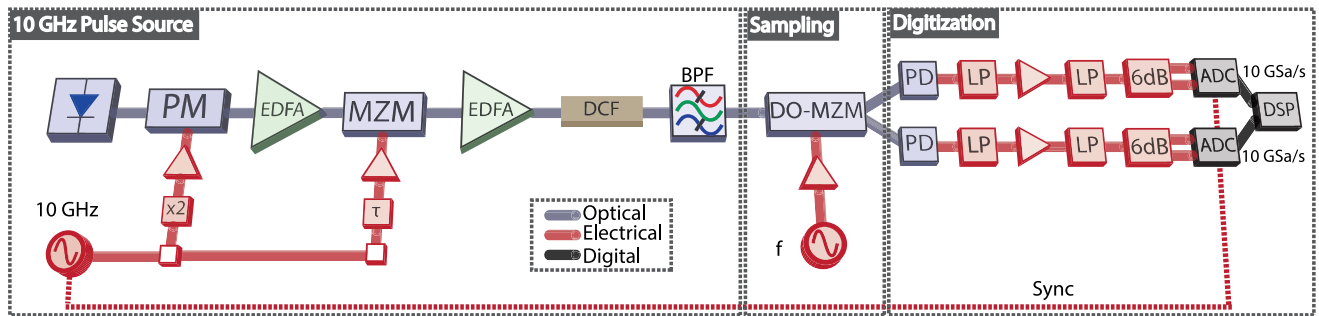 10 GHz Pulse Source
Sampling
Digitization
PM
EDFA
MZM
EDFA
DCF
BPF
DO-MZM
PD
LP
LP
6dB
ADC
10 GSa/s
DSP
PD
LP
LP
6dB
ADC
10 GSa/s
x2
τ
10 GHz
f
Optical
Electrical
Digital
Sync